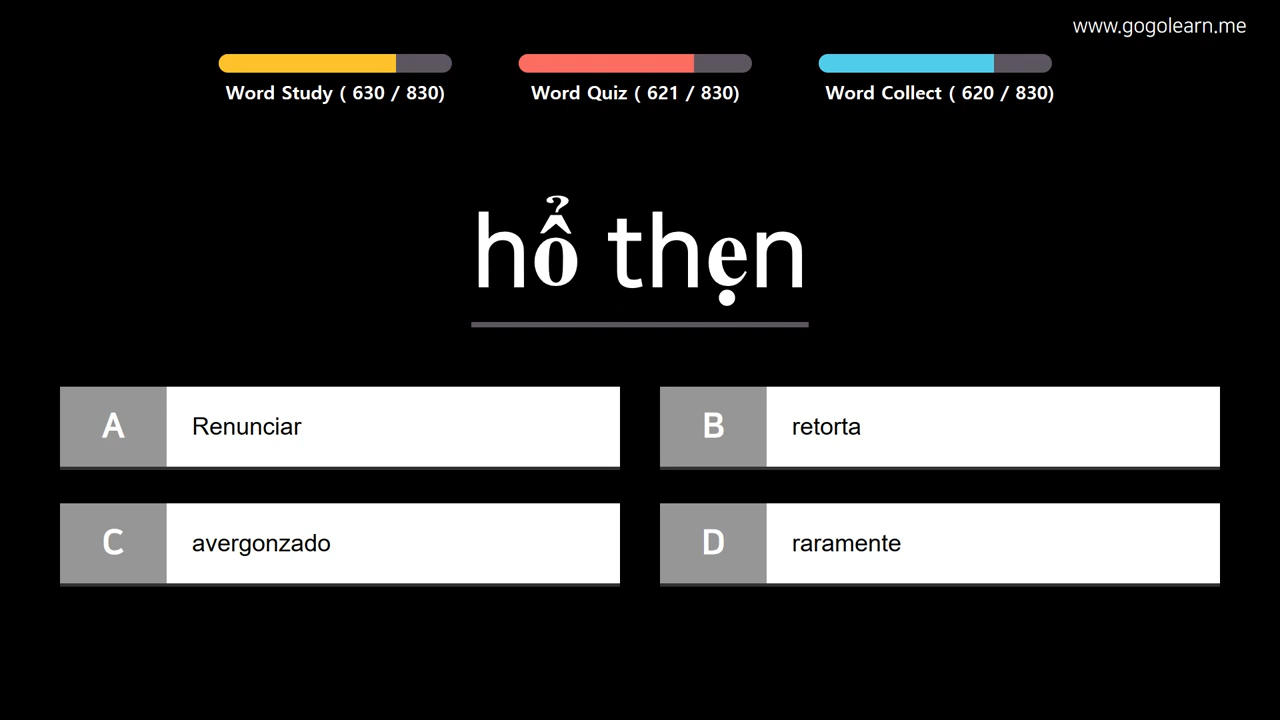 www.gogolearn.me
Word Study ( 630 / 830)
Word Quiz ( 621 / 830)
Word Collect ( 620 / 830)
hổ thẹn
A
Renunciar
B
retorta
C
avergonzado
D
raramente